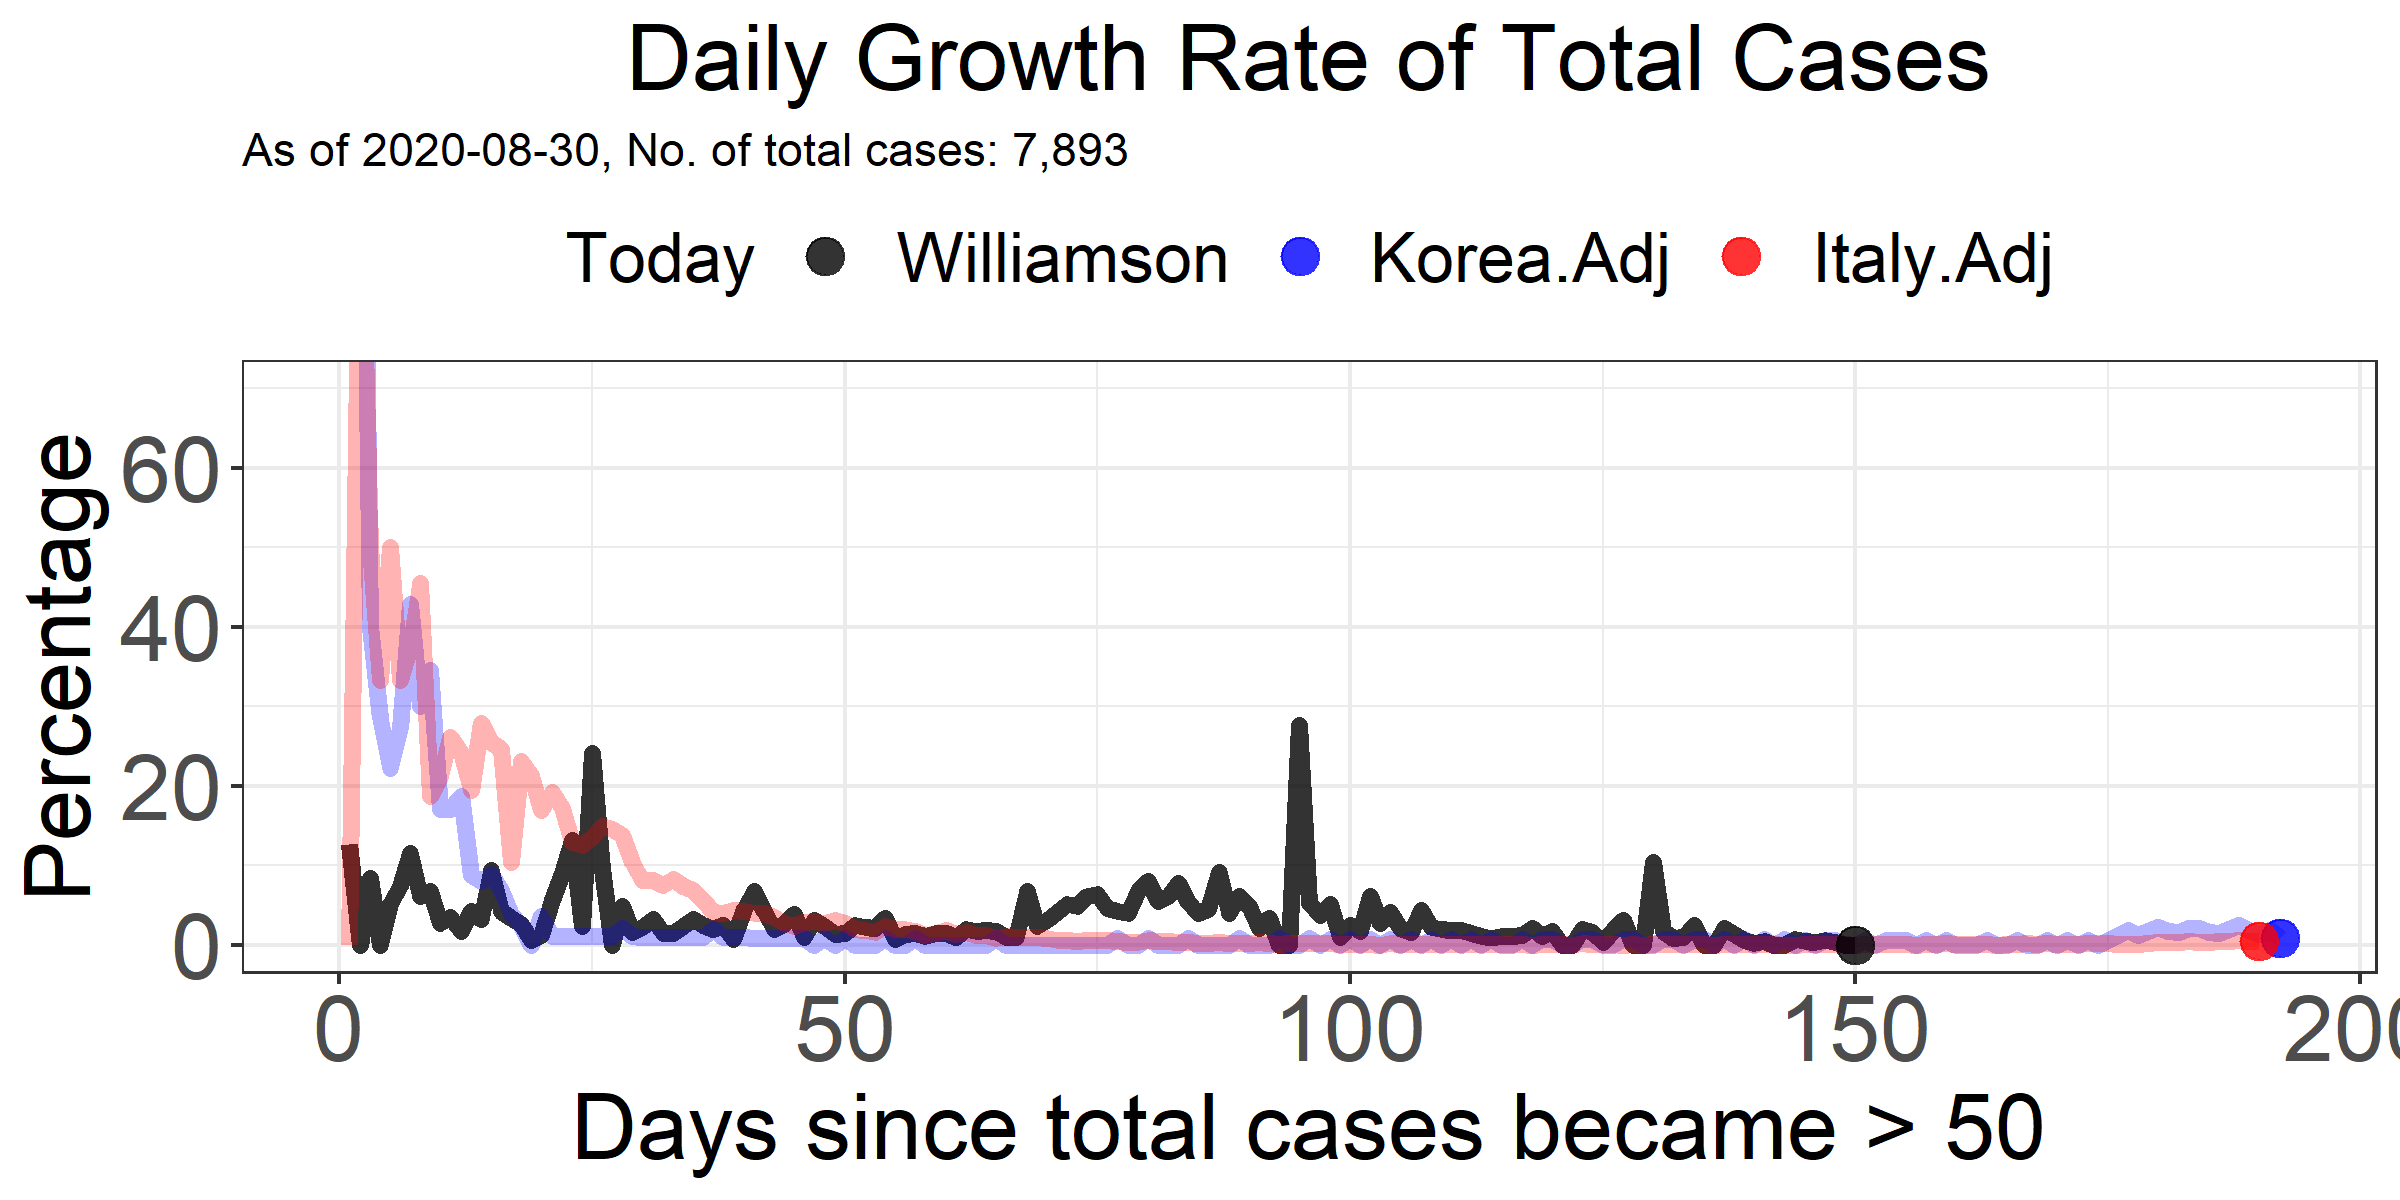 Daily Growth Rate of Total Cases
As of 2020-08-30, No. of total cases: 7,893
Today Williamson Korea.Adj Italy.Adj
Percentage
60
40
20
0
0 50 100 150 200
Days since total cases became > 50